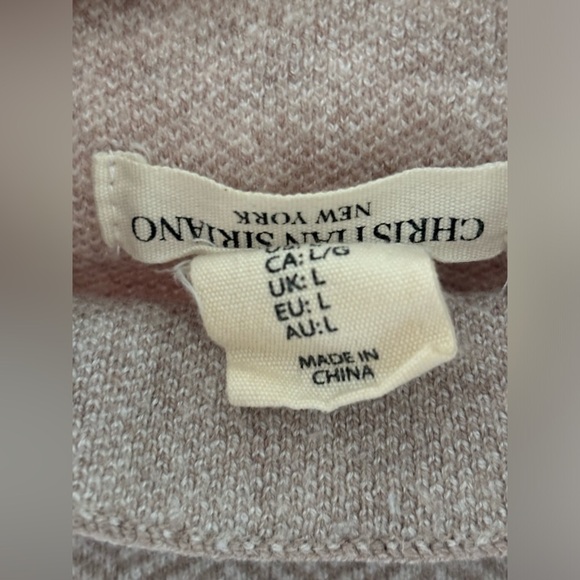 CHRISTIAN SIRIANO
NEW YORK
CA: L/G
UK: L
EU: L
AU: L
MADE IN
CHINA